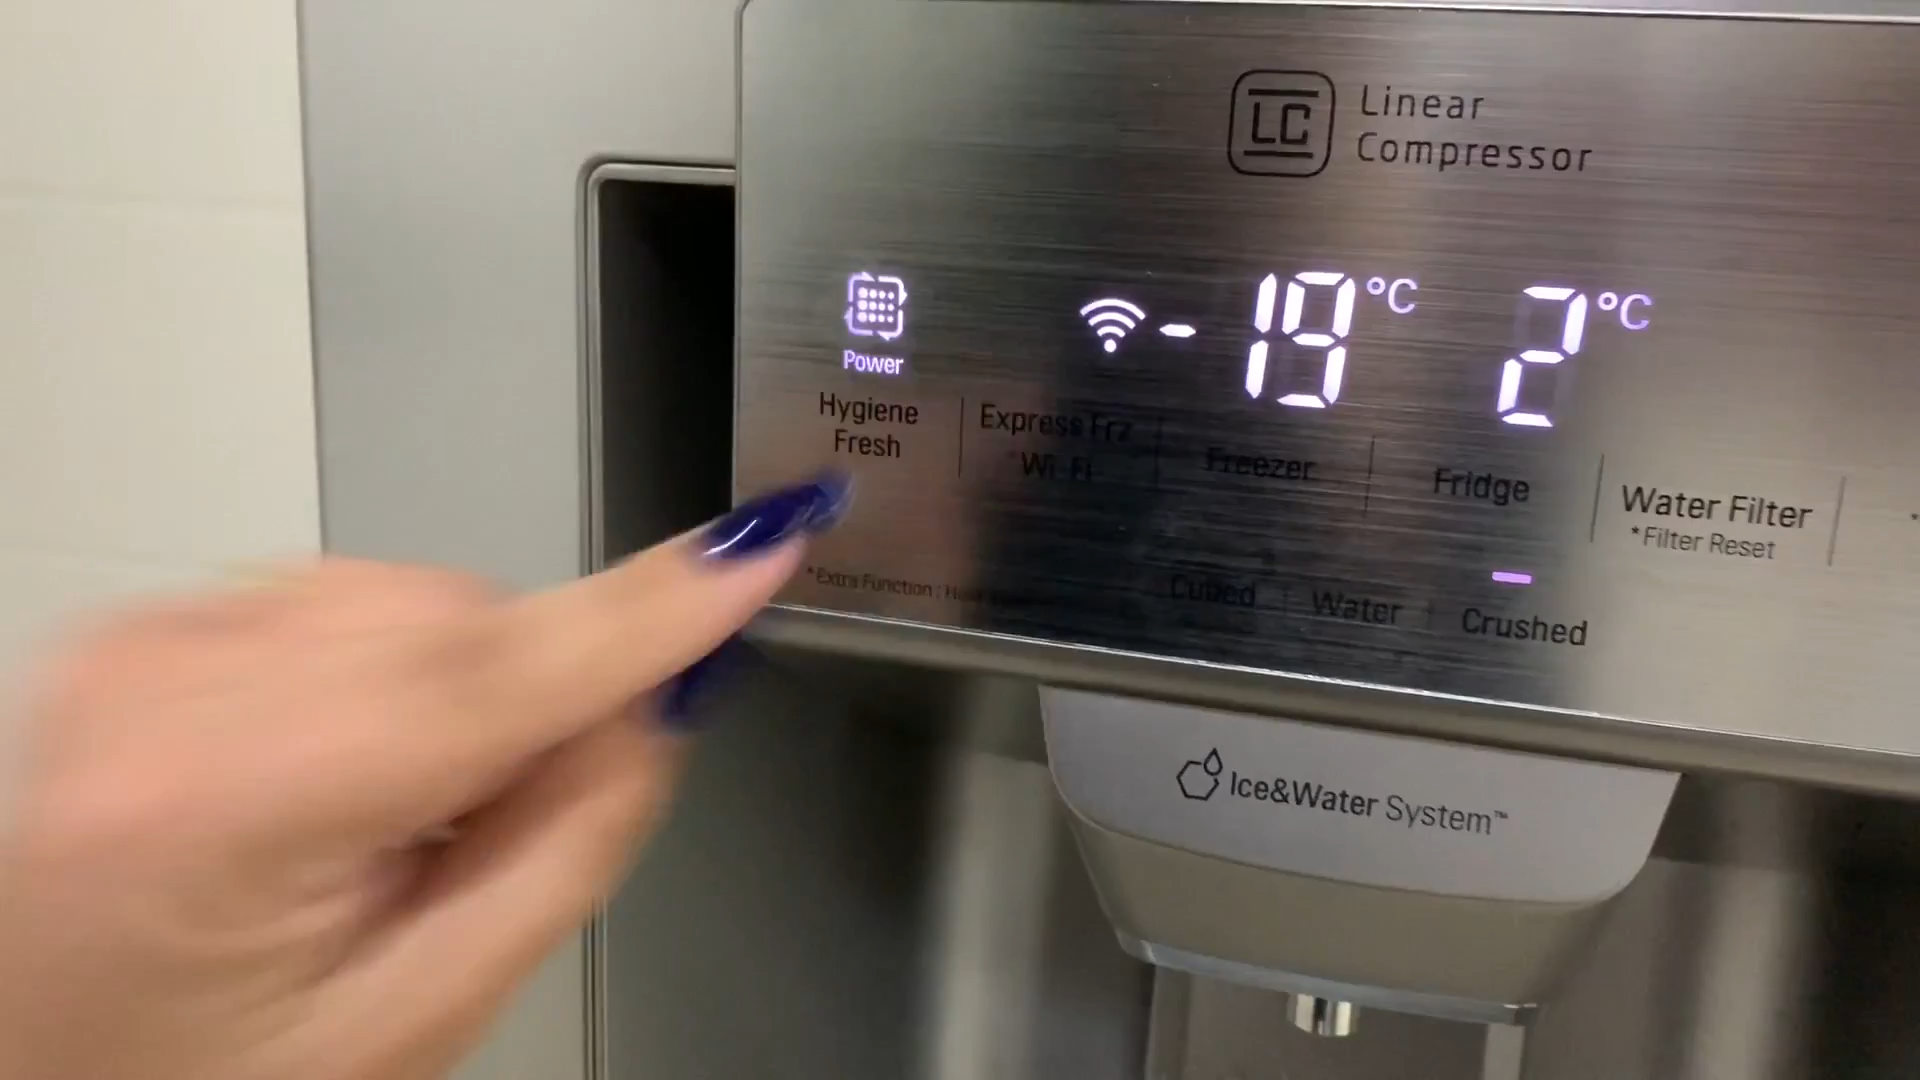 LC
Linear
Compressor
-19 °C
2 °C
Power
Hygiene
Fresh
Express Frz
Wi-Fi
Freezer
Fridge
Water Filter
*Filter Reset
*Extra Function :
Cubed
Water
Crushed
Ice&Water System™